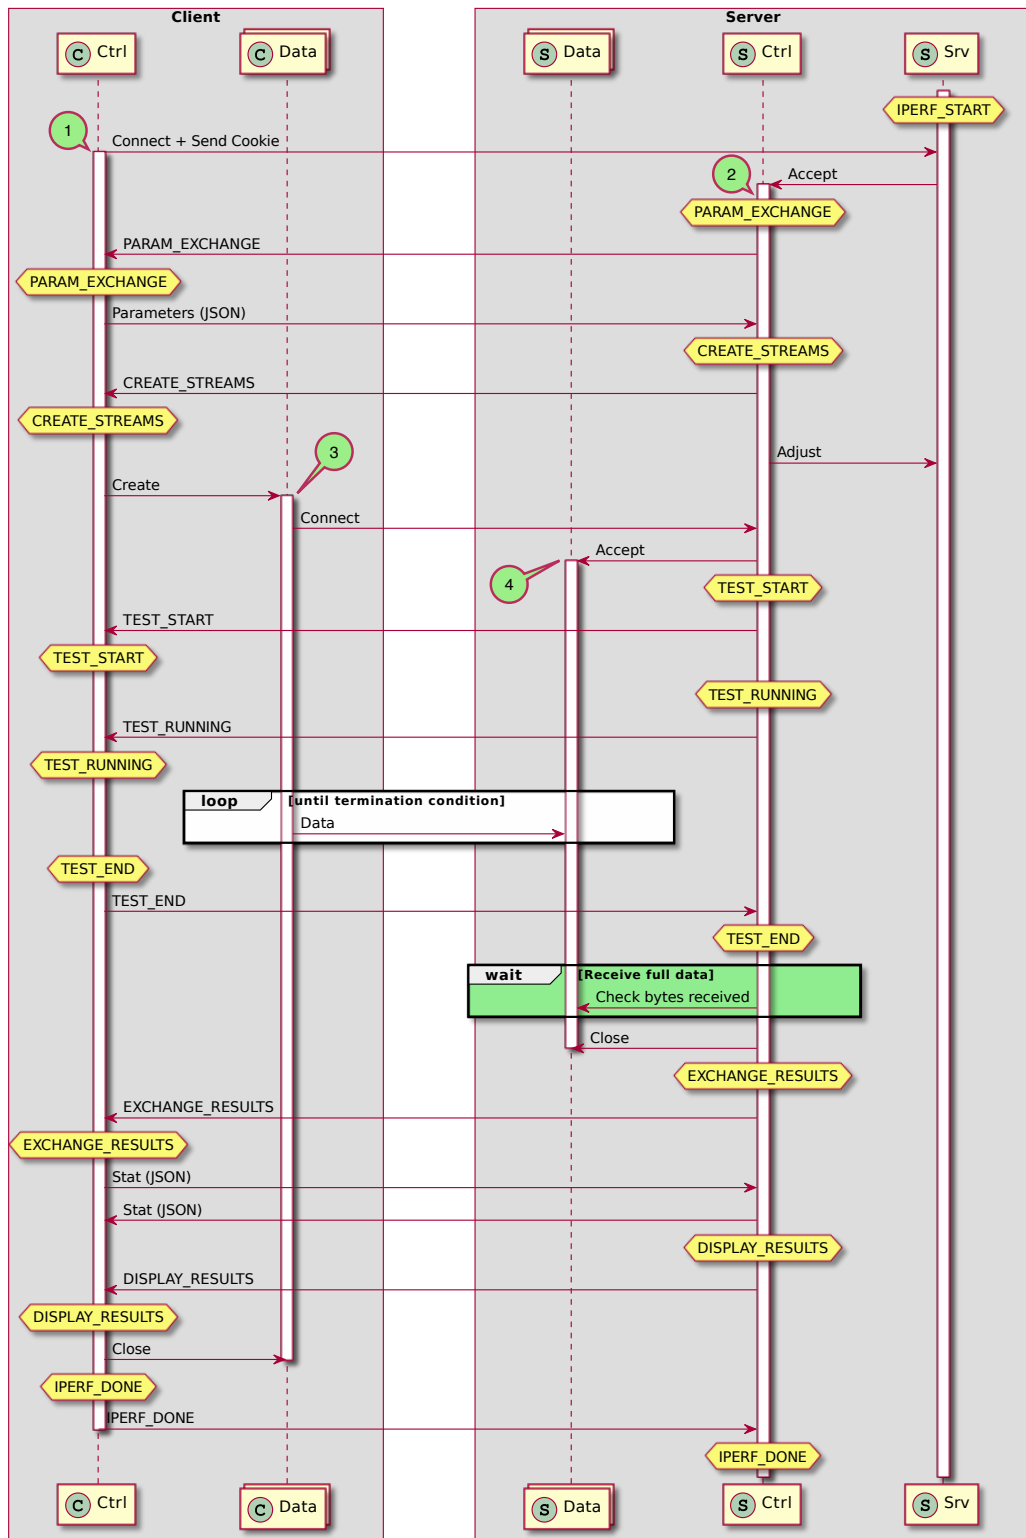 Client
Server
C Ctrl
C Data
S Data
S Ctrl
S Srv
IPERF_START
1
Connect + Send Cookie
2
Accept
PARAM_EXCHANGE
PARAM_EXCHANGE
PARAM_EXCHANGE
Parameters (JSON)
CREATE_STREAMS
CREATE_STREAMS
CREATE_STREAMS
3
Adjust
Create
Connect
Accept
4
TEST_START
TEST_START
TEST_START
TEST_RUNNING
TEST_RUNNING
TEST_RUNNING
loop
[until termination condition]
Data
TEST_END
TEST_END
TEST_END
wait
[Receive full data]
Check bytes received
Close
EXCHANGE_RESULTS
EXCHANGE_RESULTS
EXCHANGE_RESULTS
Stat (JSON)
Stat (JSON)
DISPLAY_RESULTS
DISPLAY_RESULTS
DISPLAY_RESULTS
Close
IPERF_DONE
IPERF_DONE
IPERF_DONE
C Ctrl
C Data
S Data
S Ctrl
S Srv